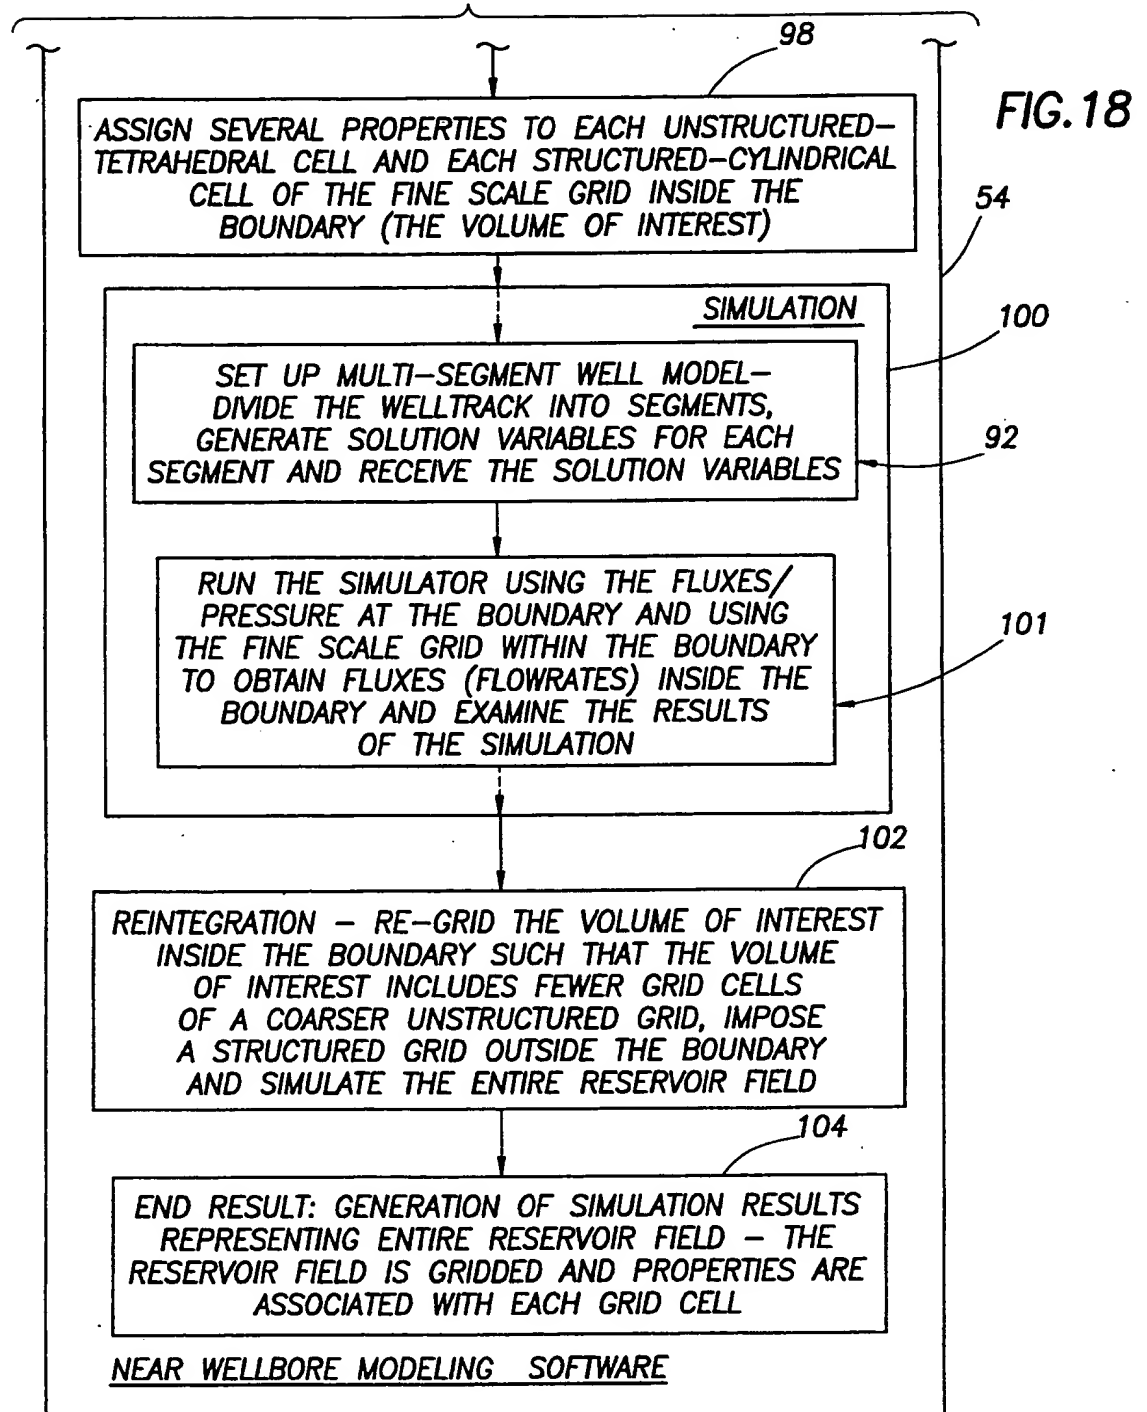 98
FIG.18
ASSIGN SEVERAL PROPERTIES TO EACH UNSTRUCTURED-
TETRAHEDRAL CELL AND EACH STRUCTURED-CYLINDRICAL
CELL OF THE FINE SCALE GRID INSIDE THE
BOUNDARY (THE VOLUME OF INTEREST)
54
SIMULATION
100
SET UP MULTI-SEGMENT WELL MODEL-
DIVIDE THE WELLTRACK INTO SEGMENTS,
GENERATE SOLUTION VARIABLES FOR EACH
SEGMENT AND RECEIVE THE SOLUTION VARIABLES
92
RUN THE SIMULATOR USING THE FLUXES/
PRESSURE AT THE BOUNDARY AND USING
THE FINE SCALE GRID WITHIN THE BOUNDARY
TO OBTAIN FLUXES (FLOWRATES) INSIDE THE
BOUNDARY AND EXAMINE THE RESULTS
OF THE SIMULATION
101
102
REINTEGRATION - RE-GRID THE VOLUME OF INTEREST
INSIDE THE BOUNDARY SUCH THAT THE VOLUME
OF INTEREST INCLUDES FEWER GRID CELLS
OF A COARSER UNSTRUCTURED GRID, IMPOSE
A STRUCTURED GRID OUTSIDE THE BOUNDARY
AND SIMULATE THE ENTIRE RESERVOIR FIELD
104
END RESULT: GENERATION OF SIMULATION RESULTS
REPRESENTING ENTIRE RESERVOIR FIELD - THE
RESERVOIR FIELD IS GRIDDED AND PROPERTIES ARE
ASSOCIATED WITH EACH GRID CELL
NEAR WELLBORE MODELING SOFTWARE